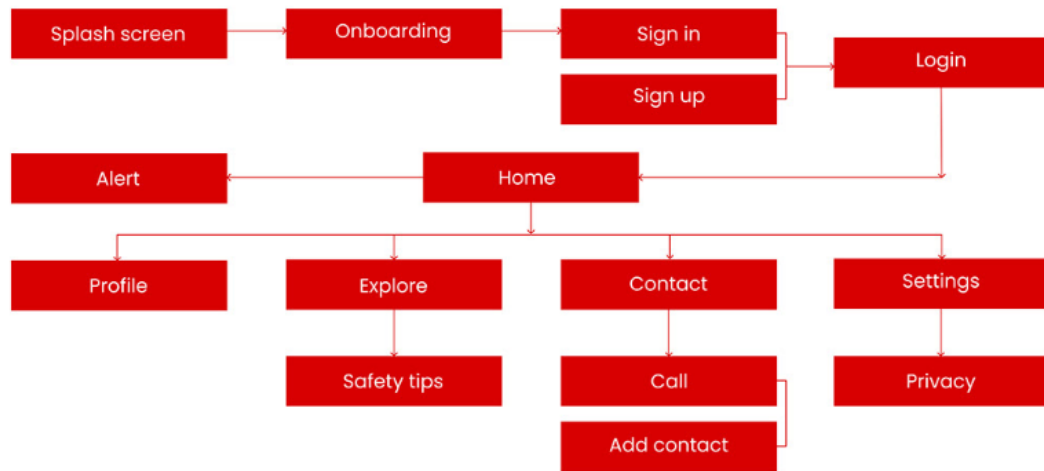 Splash screen
Onboarding
Sign in
Sign up
Login
Alert
Home
Profile
Explore
Contact
Settings
Safety tips
Call
Privacy
Add contact